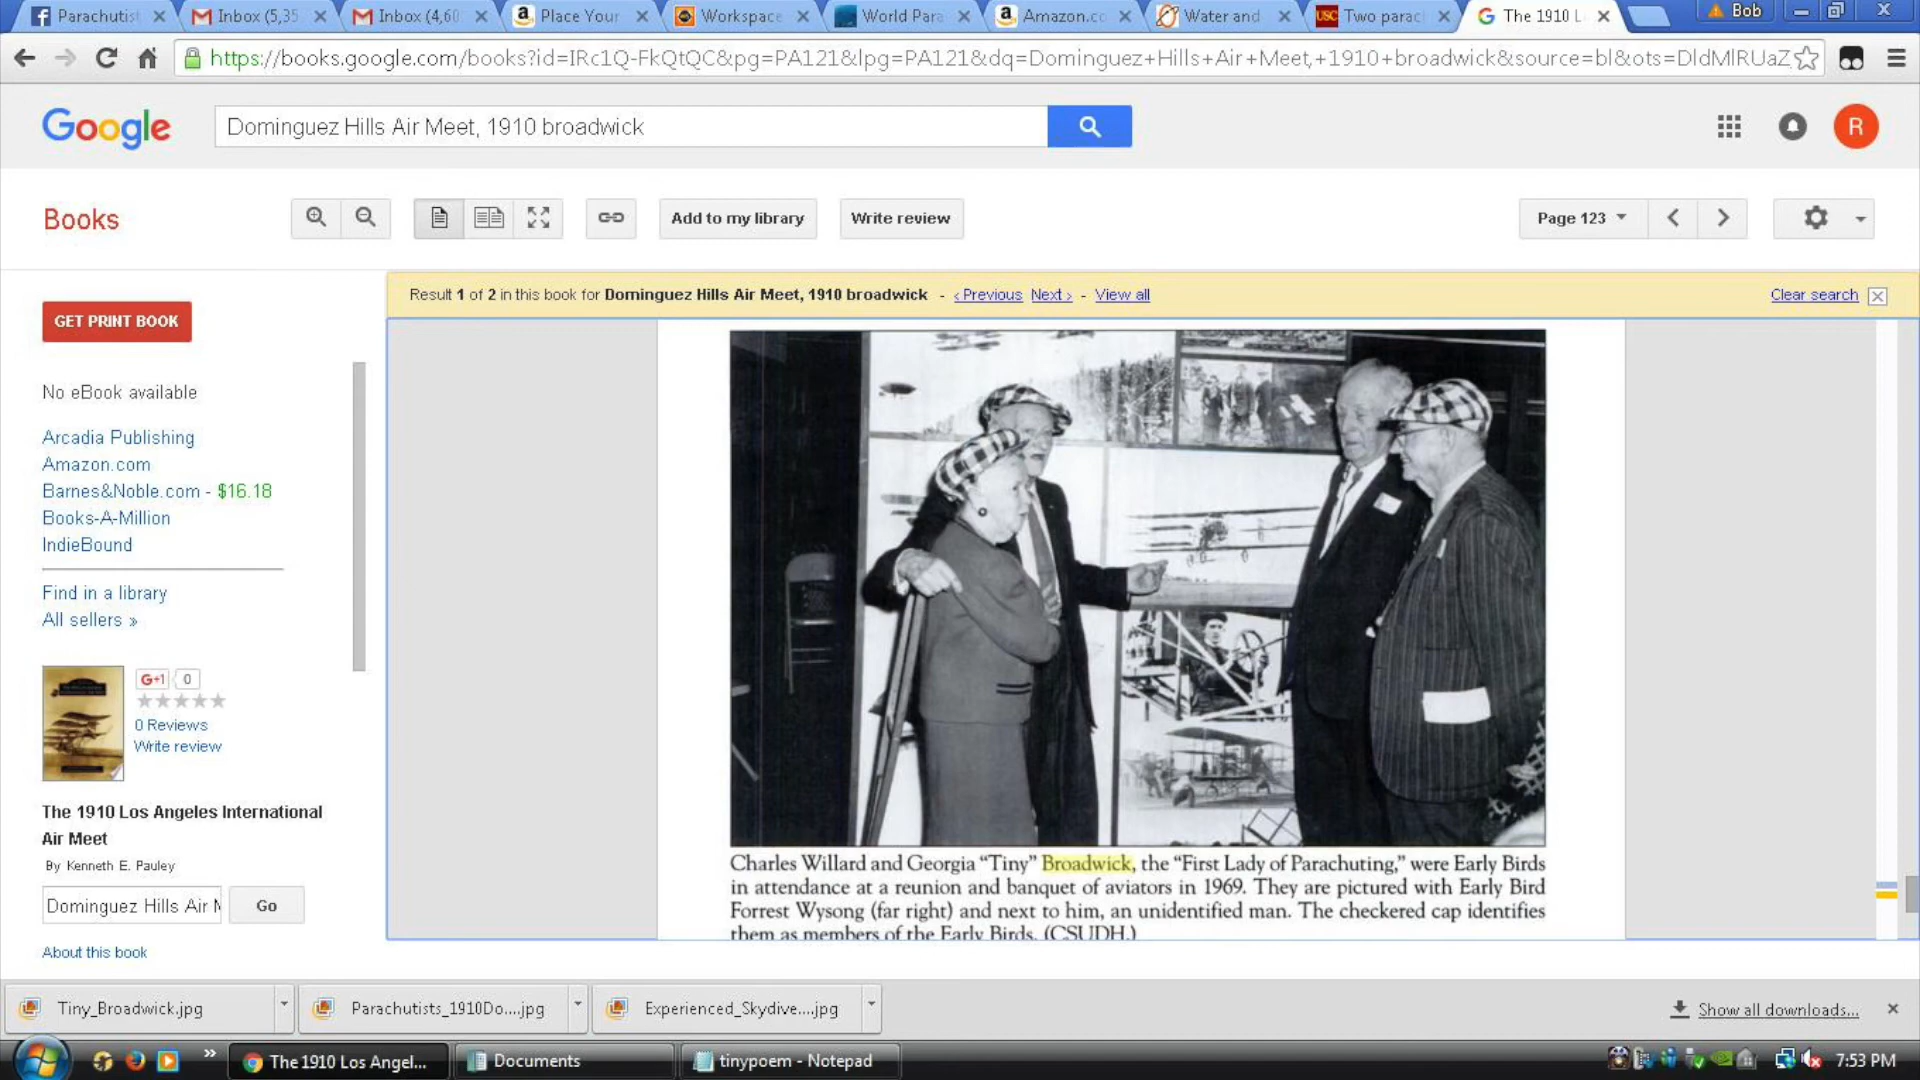 Parachutist
Inbox (5,35
Inbox (4,60
Place Your
Workspace
World Para
Amazon.co
Water and
USC Two parac
The 1910 L
Bob
https://books.google.com/books?id=IRc1Q-FkQtQC&pg=PA121&lpg=PA121&dq=Dominguez+Hills+Air+Meet,+1910+broadwick&source=bl&ots=DldMlRUaZ
Google
Dominguez Hills Air Meet, 1910 broadwick
R
Books
Add to my library
Write review
Page 123
Result 1 of 2 in this book for Dominguez Hills Air Meet, 1910 broadwick - ‹ Previous Next › - View all
Clear search
GET PRINT BOOK
No eBook available
Arcadia Publishing
Amazon.com
Barnes&Noble.com - $16.18
Books-A-Million
IndieBound
Find in a library
All sellers »
G+1 0
0 Reviews
Write review
The 1910 Los Angeles International
Air Meet
By Kenneth E. Pauley
Dominguez Hills Air M
Go
About this book
Charles Willard and Georgia “Tiny” Broadwick, the “First Lady of Parachuting,” were Early Birds
in attendance at a reunion and banquet of aviators in 1969. They are pictured with Early Bird
Forrest Wysong (far right) and next to him, an unidentified man. The checkered cap identifies
them as members of the Early Birds. (CSUDH.)
Tiny_Broadwick.jpg
Parachutists_1910Do....jpg
Experienced_Skydive....jpg
Show all downloads...
The 1910 Los Angel...
Documents
tinypoem - Notepad
7:53 PM